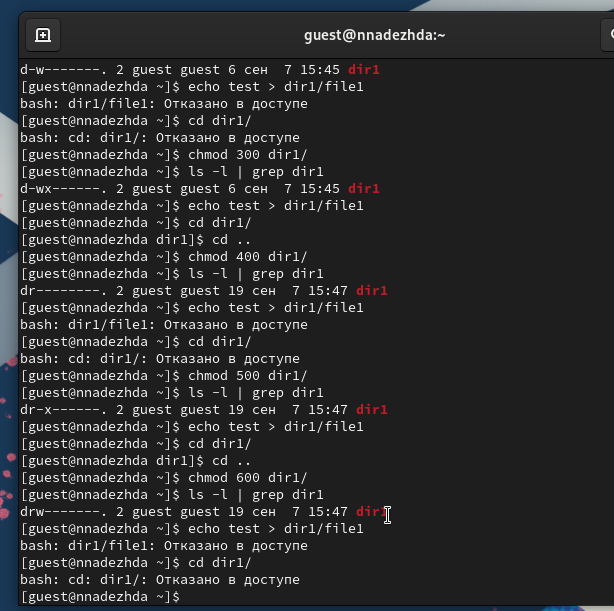 guest@nnadezhda:~
d-w-------. 2 guest guest 6 сен  7 15:45 dir1
[guest@nnadezhda ~]$ echo test > dir1/file1
bash: dir1/file1: Отказано в доступе
[guest@nnadezhda ~]$ cd dir1/
bash: cd: dir1/: Отказано в доступе
[guest@nnadezhda ~]$ chmod 300 dir1/
[guest@nnadezhda ~]$ ls -l | grep dir1
d-wx------. 2 guest guest 6 сен  7 15:45 dir1
[guest@nnadezhda ~]$ echo test > dir1/file1
[guest@nnadezhda ~]$ cd dir1/
[guest@nnadezhda dir1]$ cd ..
[guest@nnadezhda ~]$ chmod 400 dir1/
[guest@nnadezhda ~]$ ls -l | grep dir1
dr--------. 2 guest guest 19 сен  7 15:47 dir1
[guest@nnadezhda ~]$ echo test > dir1/file1
bash: dir1/file1: Отказано в доступе
[guest@nnadezhda ~]$ cd dir1/
bash: cd: dir1/: Отказано в доступе
[guest@nnadezhda ~]$ chmod 500 dir1/
[guest@nnadezhda ~]$ ls -l | grep dir1
dr-x------. 2 guest guest 19 сен  7 15:47 dir1
[guest@nnadezhda ~]$ echo test > dir1/file1
[guest@nnadezhda ~]$ cd dir1/
[guest@nnadezhda dir1]$ cd ..
[guest@nnadezhda ~]$ chmod 600 dir1/
[guest@nnadezhda ~]$ ls -l | grep dir1
drw-------. 2 guest guest 19 сен  7 15:47 dir1
[guest@nnadezhda ~]$ echo test > dir1/file1
bash: dir1/file1: Отказано в доступе
[guest@nnadezhda ~]$ cd dir1/
bash: cd: dir1/: Отказано в доступе
[guest@nnadezhda ~]$